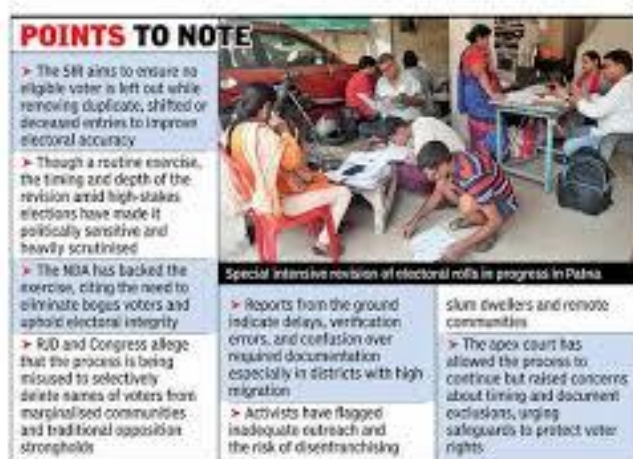 POINTS TO NOTE
➤ The SIR aims to ensure no
eligible voter is left out while
removing duplicate, shifted or
deceased entries to improve
electoral accuracy
➤ Though a routine exercise,
the timing and depth of the
revision amid high-stakes
elections have made it
politically sensitive and
heavily scrutinised
➤ The NDA has backed the
exercise, citing the need to
eliminate bogus voters and
uphold electoral integrity
➤ RJD and Congress allege
that the process is being
misused to selectively
delete names of voters from
marginalised communities
and traditional opposition
strongholds
Special intensive revision of electoral rolls in progress in Patna
➤ Reports from the ground
indicate delays, verification
errors, and confusion over
required documentation
especially in districts with high
migration
➤ Activists have flagged
inadequate outreach and
the risk of disentranchising
slum dwellers and remote
communities
➤ The apex court has
allowed the process to
continue but raised concerns
about timing and document
exclusions, urging
safeguards to protect voter
rights